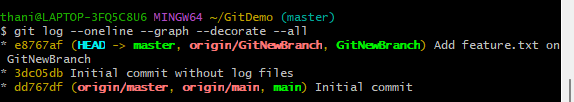 thani@LAPTOP-3FQ5C8U6 MINGW64 ~/GitDemo (master)
$ git log --oneline --graph --decorate --all
* e8767af (HEAD -> master, origin/GitNewBranch, GitNewBranch) Add feature.txt on
 GitNewBranch
* 3dc05db Initial commit without log files
* dd767df (origin/master, origin/main, main) Initial commit